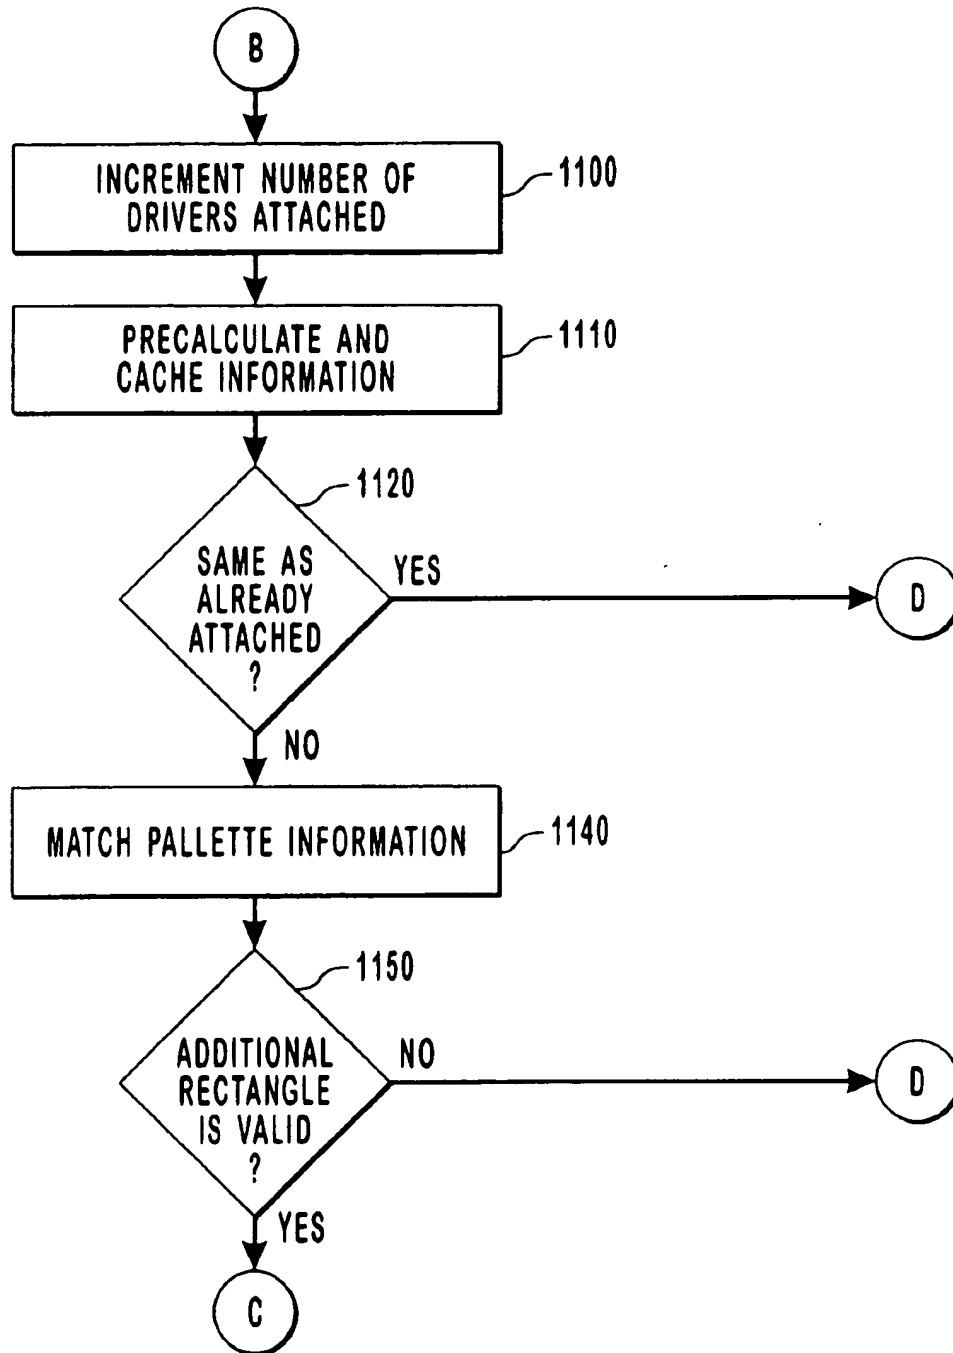 B
INCREMENT NUMBER OF
DRIVERS ATTACHED
1100
PRECALCULATE AND
CACHE INFORMATION
1110
1120
SAME AS
ALREADY
ATTACHED
?
YES
D
NO
MATCH PALLETTE INFORMATION
1140
1150
ADDITIONAL
RECTANGLE
IS VALID
?
NO
D
YES
C